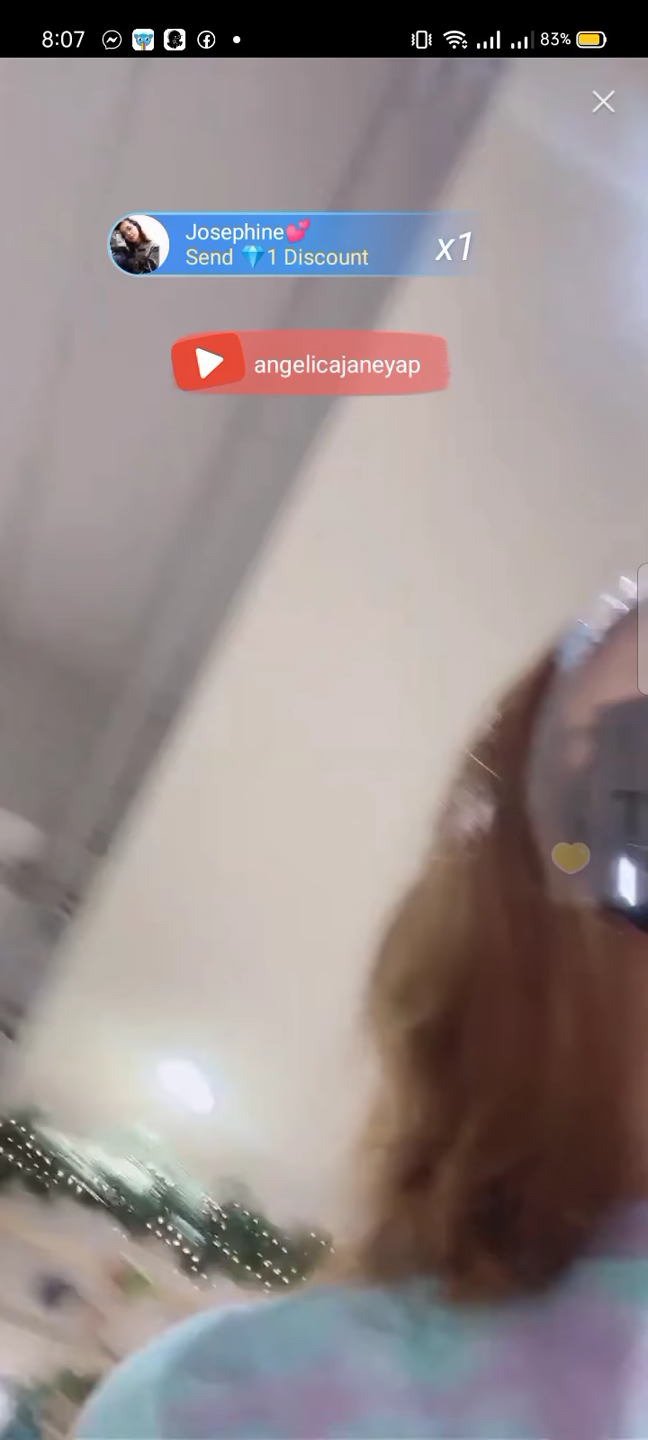 8:07
83%
Josephine💕
Send 💎1 Discount
x1
angelicajaneyap